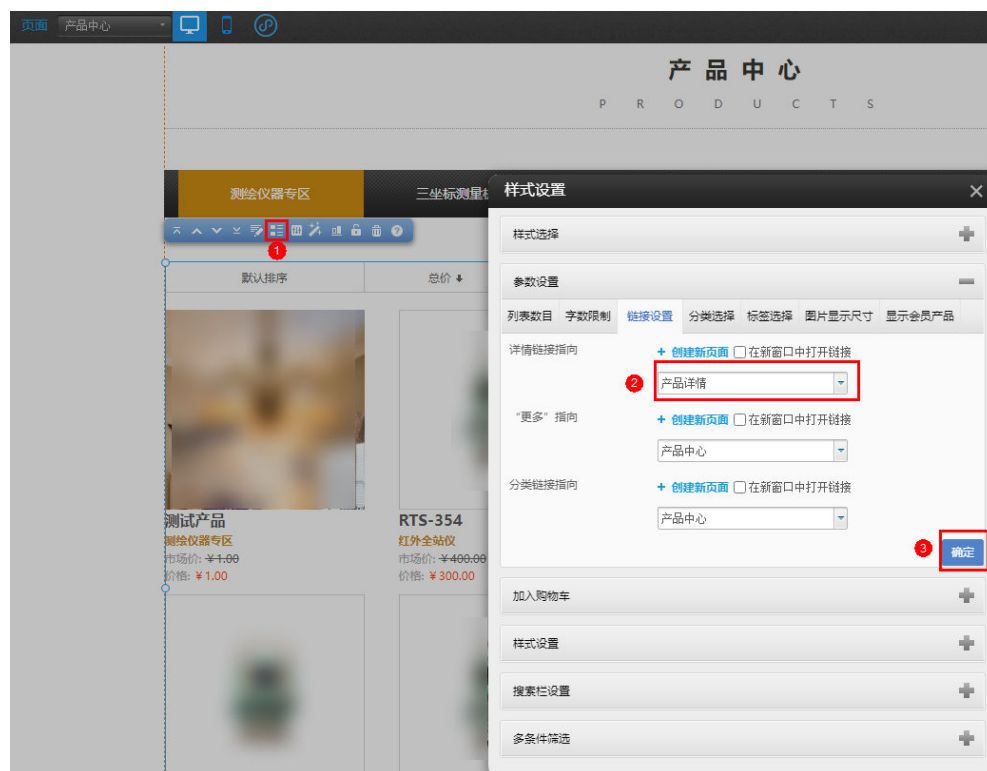 页面 产品中心
产品中心
PRODUCTS
测绘仪器专区 三坐标测量
样式设置
样式选择
1
默认排序 总价
参数设置
列表数目 字数限制 链接设置 分类选择 标签选择 图片显示尺寸 显示会员产品
详情链接指向 + 创建新页面 在新窗口中打开链接
2 产品详情
“更多”指向 + 创建新页面 在新窗口中打开链接
产品中心
分类链接指向 + 创建新页面 在新窗口中打开链接
产品中心
3 确定
测试产品 RTS-354
测绘仪器专区 红外全站仪
市场价: ¥1.00 市场价: ¥400.00
价格: ¥1.00 价格: ¥300.00
加入购物车
样式设置
搜索栏设置
多条件筛选